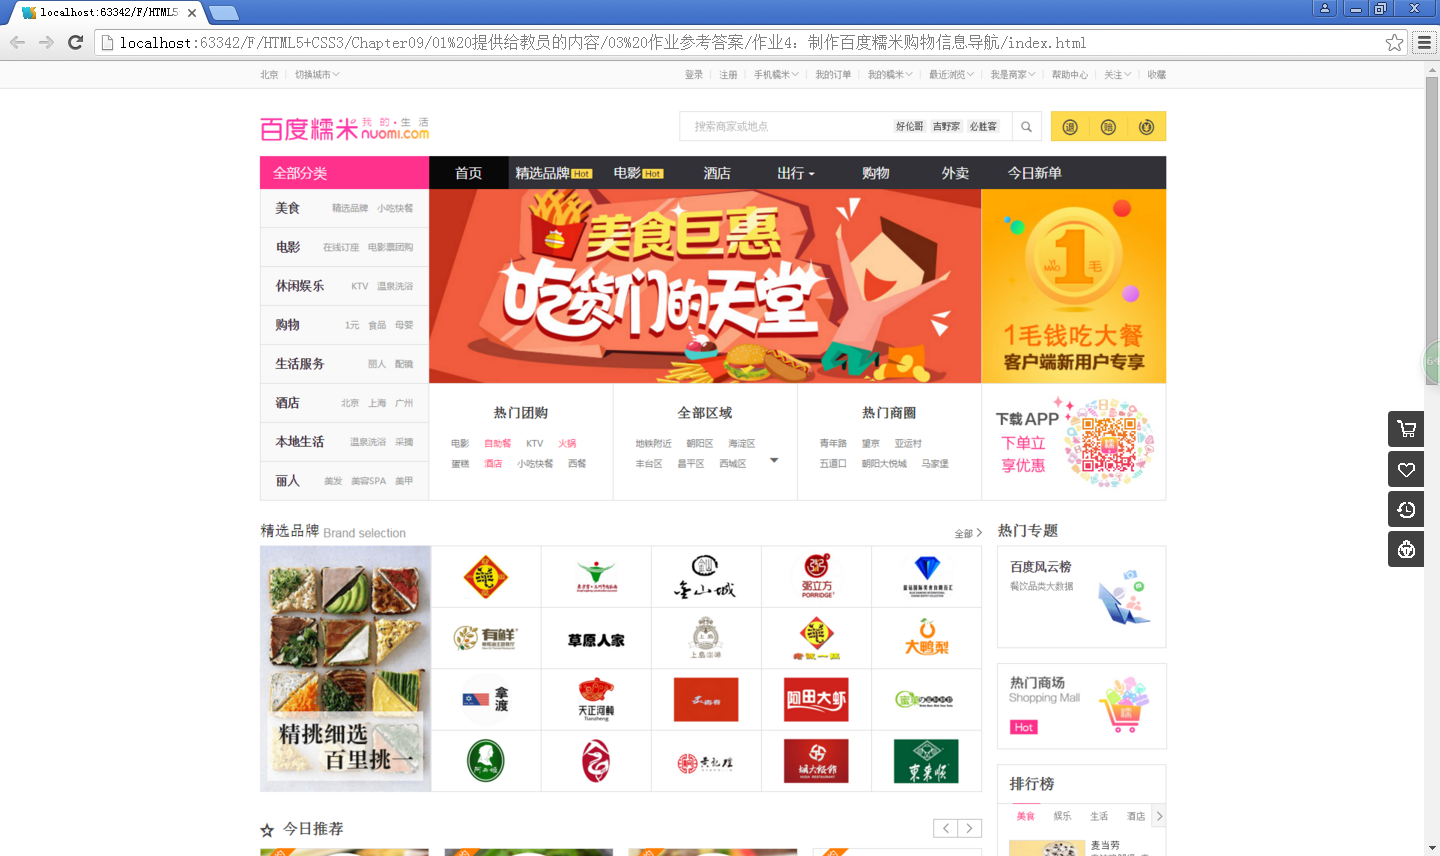 localhost:63342/F/HTML5
localhost:63342/F/HTML5+CSS3/Chapter09/01%20提供给教员的内容/03%20作业参考答案/作业4：制作百度糯米购物信息导航/index.html
北京 切换城市 登录 注册 手机糯米 我的订单 我的糯米 最近浏览 我是商家 帮助中心 关注 收藏
百度糯米 我的·生活 nuomi.com
搜索商家或地点 好伦哥 吉野家 必胜客 退 赔
全部分类 首页 精选品牌 Hot 电影 Hot 酒店 出行 购物 外卖 今日新单
美食 精选品牌 小吃快餐
电影 在线订座 电影票团购
休闲娱乐 KTV 温泉洗浴
购物 1元 食品 母婴
生活服务 丽人 配镜
酒店 北京 上海 广州
本地生活 温泉洗浴 采摘
丽人 美发 美容SPA 美甲
美食巨惠
吃货们的天堂
1
YI MAO 毛
1毛钱吃大餐
客户端新用户专享
热门团购
电影 自助餐 KTV 火锅
蛋糕 酒店 小吃快餐 西餐
全部区域
地铁附近 朝阳区 海淀区
丰台区 昌平区 西城区
热门商圈
青年路 望京 亚运村
五道口 朝阳大悦城 马家堡
下载APP
下单立
享优惠
精选品牌 Brand selection 全部
精挑细选
百里挑一
金山城
粥立方
PORRIDGE
有鲜
草原人家
上岛咖啡
大鸭梨
拿渡
天正河鲀
Tianzheng
阿田大虾
热门专题
百度风云榜
餐饮品类大数据
热门商场
Shopping Mall
Hot
糯
排行榜
美食 娱乐 生活 酒店
麦当劳
今日推荐